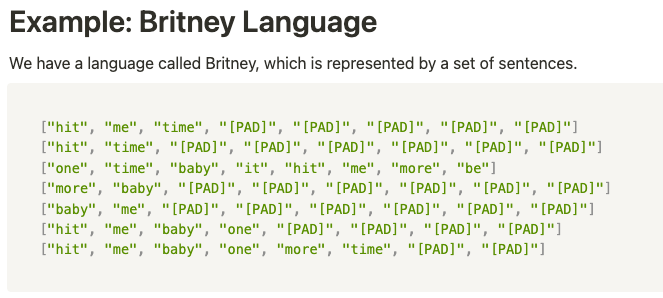 Example: Britney Language
We have a language called Britney, which is represented by a set of sentences.
["hit", "me", "time", "[PAD]", "[PAD]", "[PAD]", "[PAD]", "[PAD]"]
["hit", "time", "[PAD]", "[PAD]", "[PAD]", "[PAD]", "[PAD]", "[PAD]"]
["one", "time", "baby", "it", "hit", "me", "more", "be"]
["more", "baby", "[PAD]", "[PAD]", "[PAD]", "[PAD]", "[PAD]", "[PAD]"]
["baby", "me", "[PAD]", "[PAD]", "[PAD]", "[PAD]", "[PAD]", "[PAD]"]
["hit", "me", "baby", "one", "[PAD]", "[PAD]", "[PAD]", "[PAD]"]
["hit", "me", "baby", "one", "more", "time", "[PAD]", "[PAD]"]